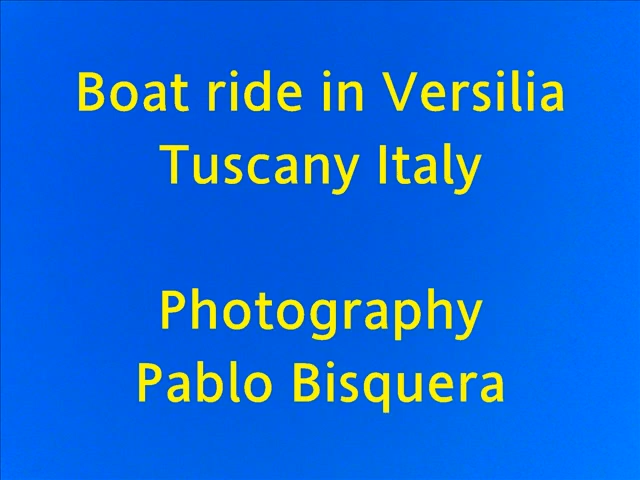 Boat ride in Versilia
Tuscany Italy
Photography
Pablo Bisquera